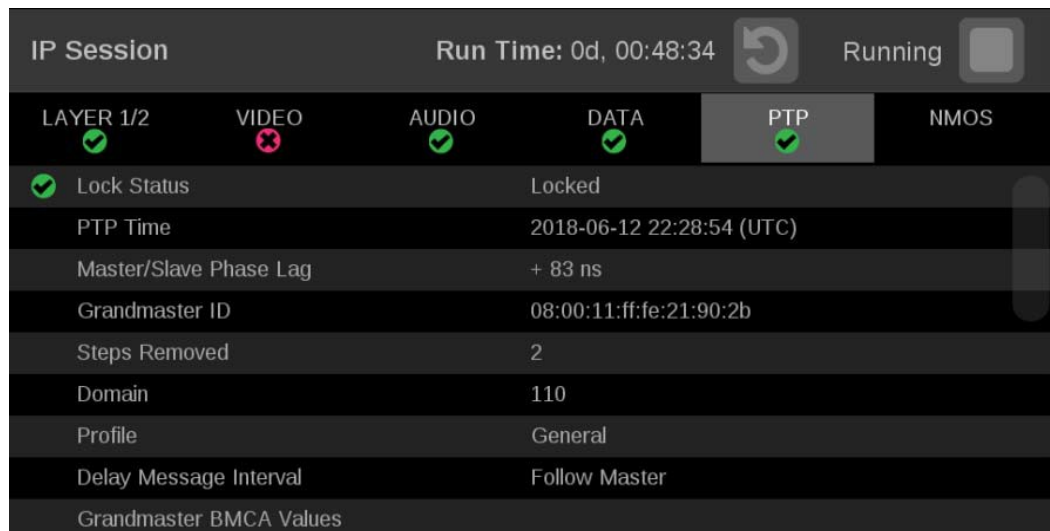 IP Session Run Time: 0d, 00:48:34 Running
LAYER 1/2 VIDEO AUDIO DATA PTP NMOS
Lock Status Locked
PTP Time 2018-06-12 22:28:54 (UTC)
Master/Slave Phase Lag + 83 ns
Grandmaster ID 08:00:11:ff:fe:21:90:2b
Steps Removed 2
Domain 110
Profile General
Delay Message Interval Follow Master
Grandmaster BMCA Values